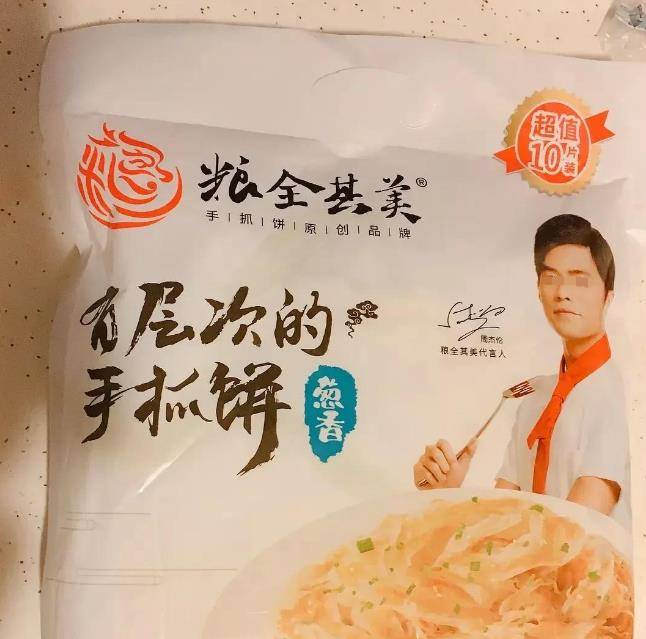 超值
10片装
粮全其美®
手|抓|饼|原|创|品|牌
有层次的
手抓饼
葱香
周杰伦
粮全其美代言人